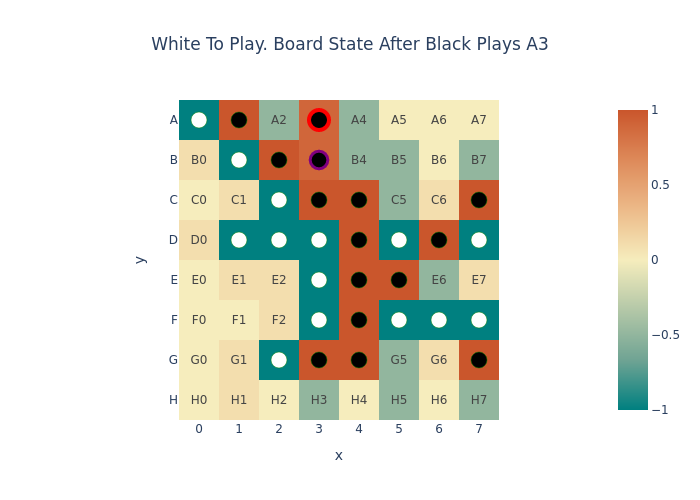 White To Play. Board State After Black Plays A3
A A2 A4 A5 A6 A7
B B0 B4 B5 B6 B7
C C0 C1 C5 C6
D D0
E E0 E1 E2 E6 E7
F F0 F1 F2
G G0 G1 G5 G6
H H0 H1 H2 H3 H4 H5 H6 H7
0 1 2 3 4 5 6 7
x
y
1
0.5
0
−0.5
−1